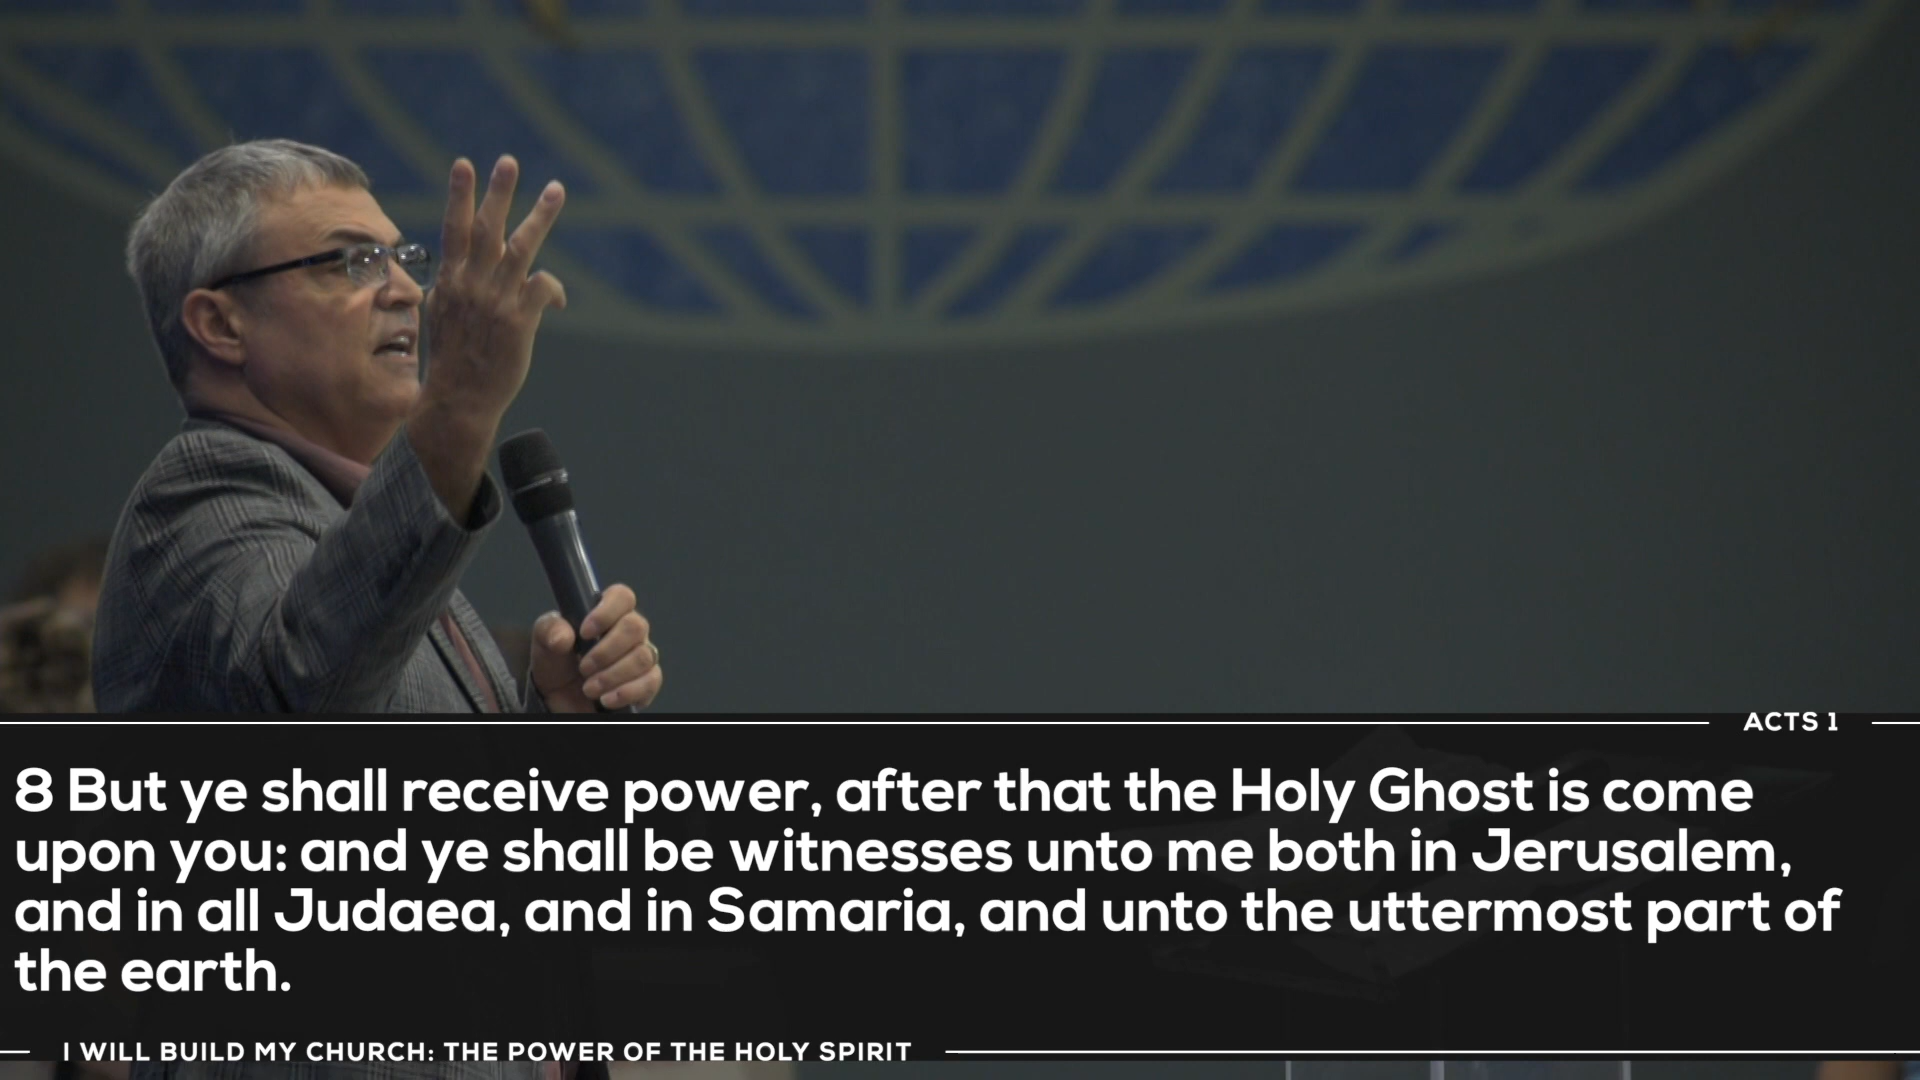 ACTS 1
8 But ye shall receive power, after that the Holy Ghost is come
upon you: and ye shall be witnesses unto me both in Jerusalem,
and in all Judaea, and in Samaria, and unto the uttermost part of
the earth.
I WILL BUILD MY CHURCH: THE POWER OF THE HOLY SPIRIT